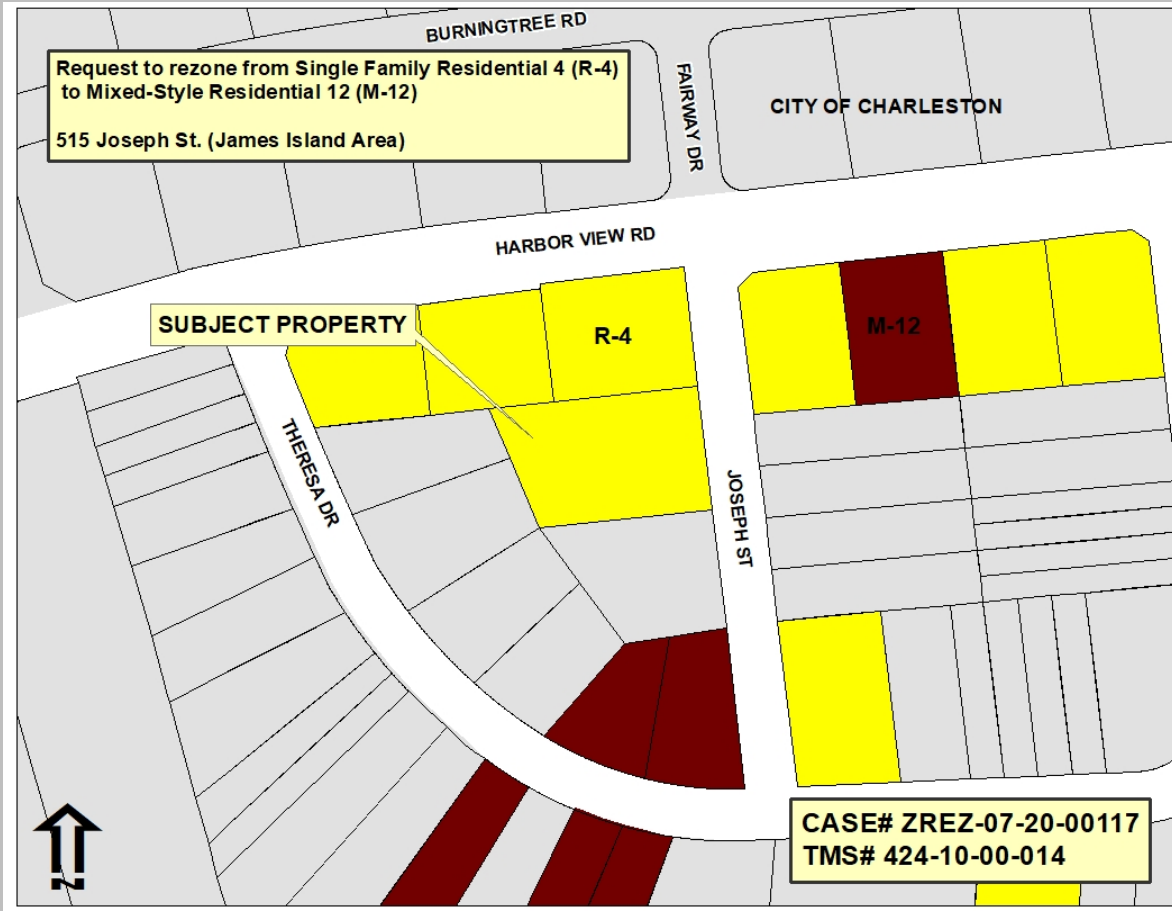 BURNINGTREE RD
Request to rezone from Single Family Residential 4 (R-4)
to Mixed-Style Residential 12 (M-12)
515 Joseph St. (James Island Area)
FAIRWAY DR
CITY OF CHARLESTON
HARBOR VIEW RD
SUBJECT PROPERTY
R-4
M-12
THERESA DR
JOSEPH ST
CASE# ZREZ-07-20-00117
TMS# 424-10-00-014
N